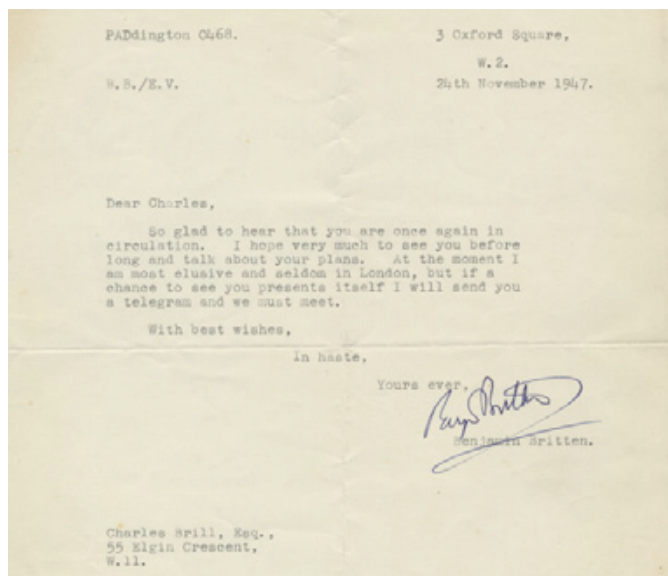 PADdington 0468.
3 Oxford Square,
W.2.
W.B./E.V.
24th November 1947.
Dear Charles,
So glad to hear that you are once again in
circulation. I hope very much to see you before
long and talk about your plans. At the moment I
am most elusive and seldom in London, but if a
chance to see you presents itself I will send you
a telegram and we must meet.
With best wishes,
In haste,
Yours ever,
Benjamin Britten.
Charles Brill, Esq.,
55 Elgin Crescent,
W.11.